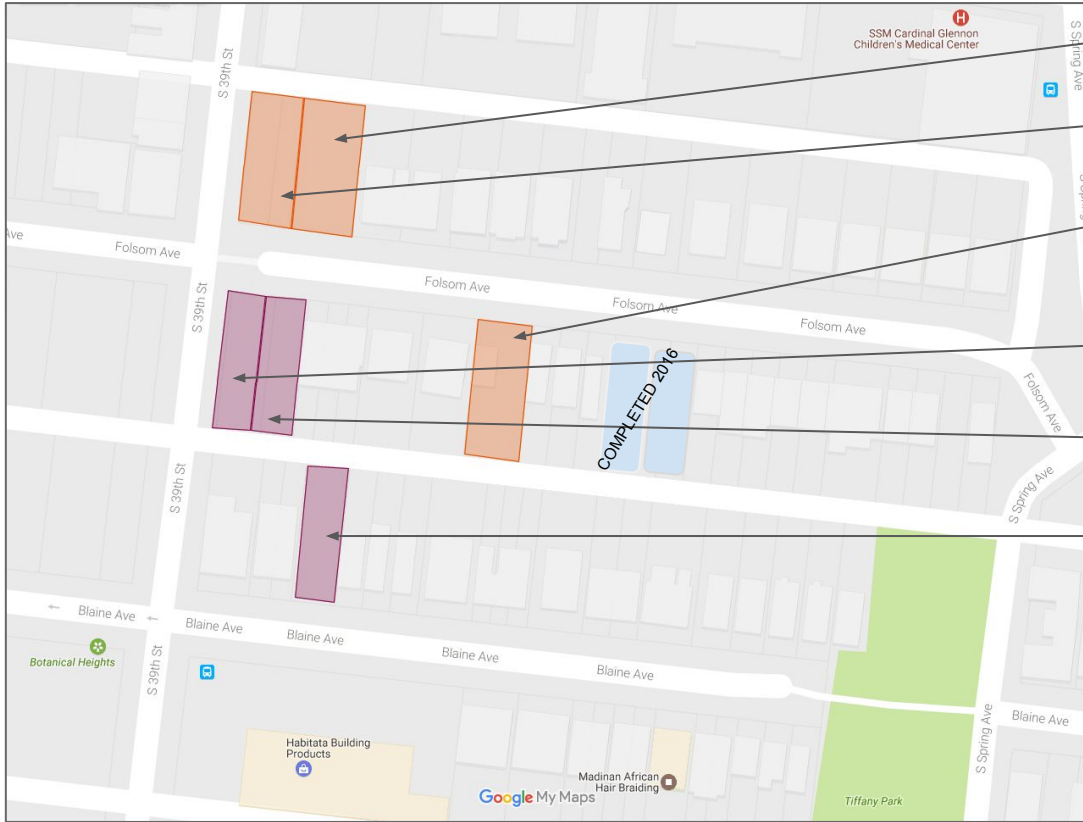 SSM Cardinal Glennon
Children's Medical Center
S Spring Ave
S 39th St
S Spring
Ave
Folsom Ave
Folsom Ave
Folsom Ave
Folsom Ave
S 39th St
COMPLETED 2016
Folsom Ave
S 39th St
S Spring Ave
← Blaine Ave ←
Blaine Ave
Blaine Ave
Blaine Ave
Blaine Ave
Botanical Heights
S 39th St
Blaine Ave
S Spring Ave
Habitata Building
Products
Madinan African
Hair Braiding
Google My Maps
Tiffany Park